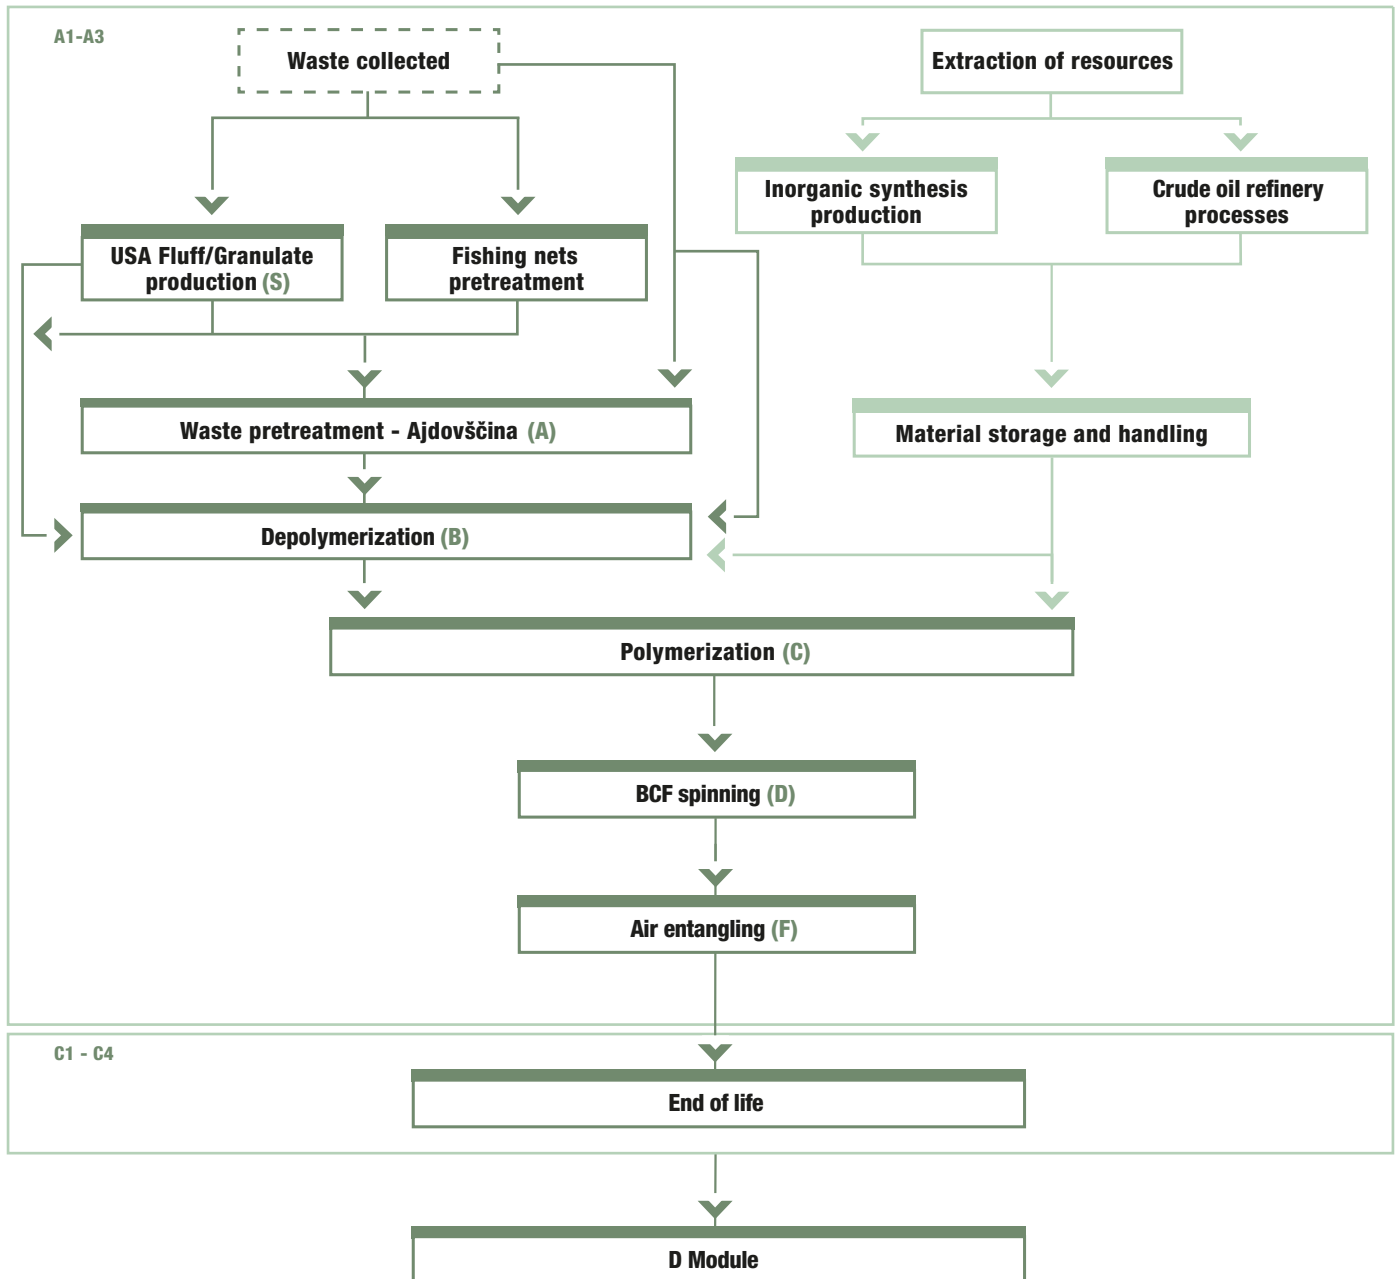 A1-A3
Waste collected
Extraction of resources
Inorganic synthesis
production
Crude oil refinery
processes
USA Fluff/Granulate
production (S)
Fishing nets
pretreatment
Waste pretreatment - Ajdovščina (A)
Material storage and handling
Depolymerization (B)
Polymerization (C)
BCF spinning (D)
Air entangling (F)
C1 - C4
End of life
D Module